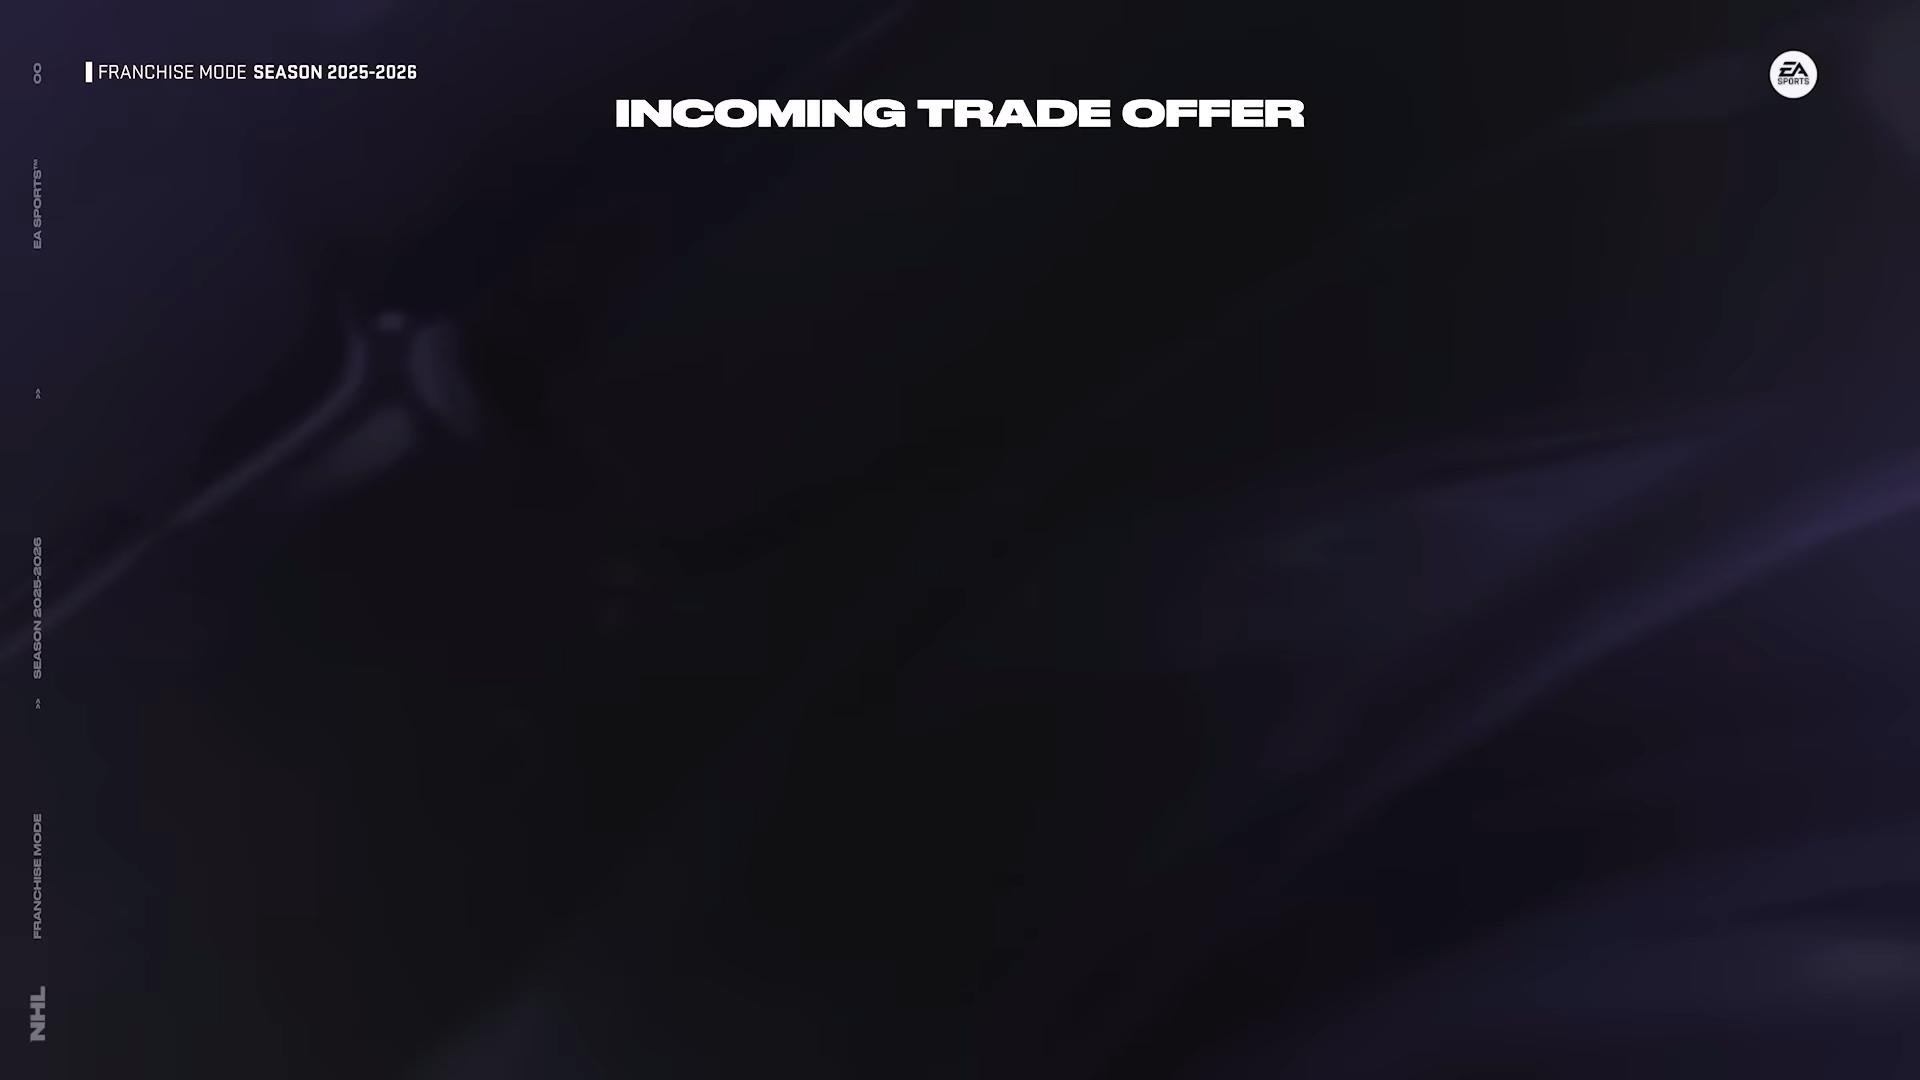 FRANCHISE MODE SEASON 2025-2026
EA SPORTS
INCOMING TRADE OFFER
EA SPORTS™
SEASON 2025-2026
FRANCHISE MODE
NHL